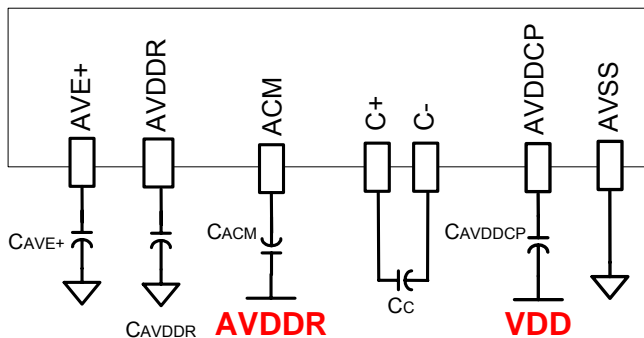 AVE+
AVDDR
ACM
C+
C-
AVDDCP
AVSS
CAVE+
CACM
CAVDDCP
CAVDDR
AVDDR
CC
VDD